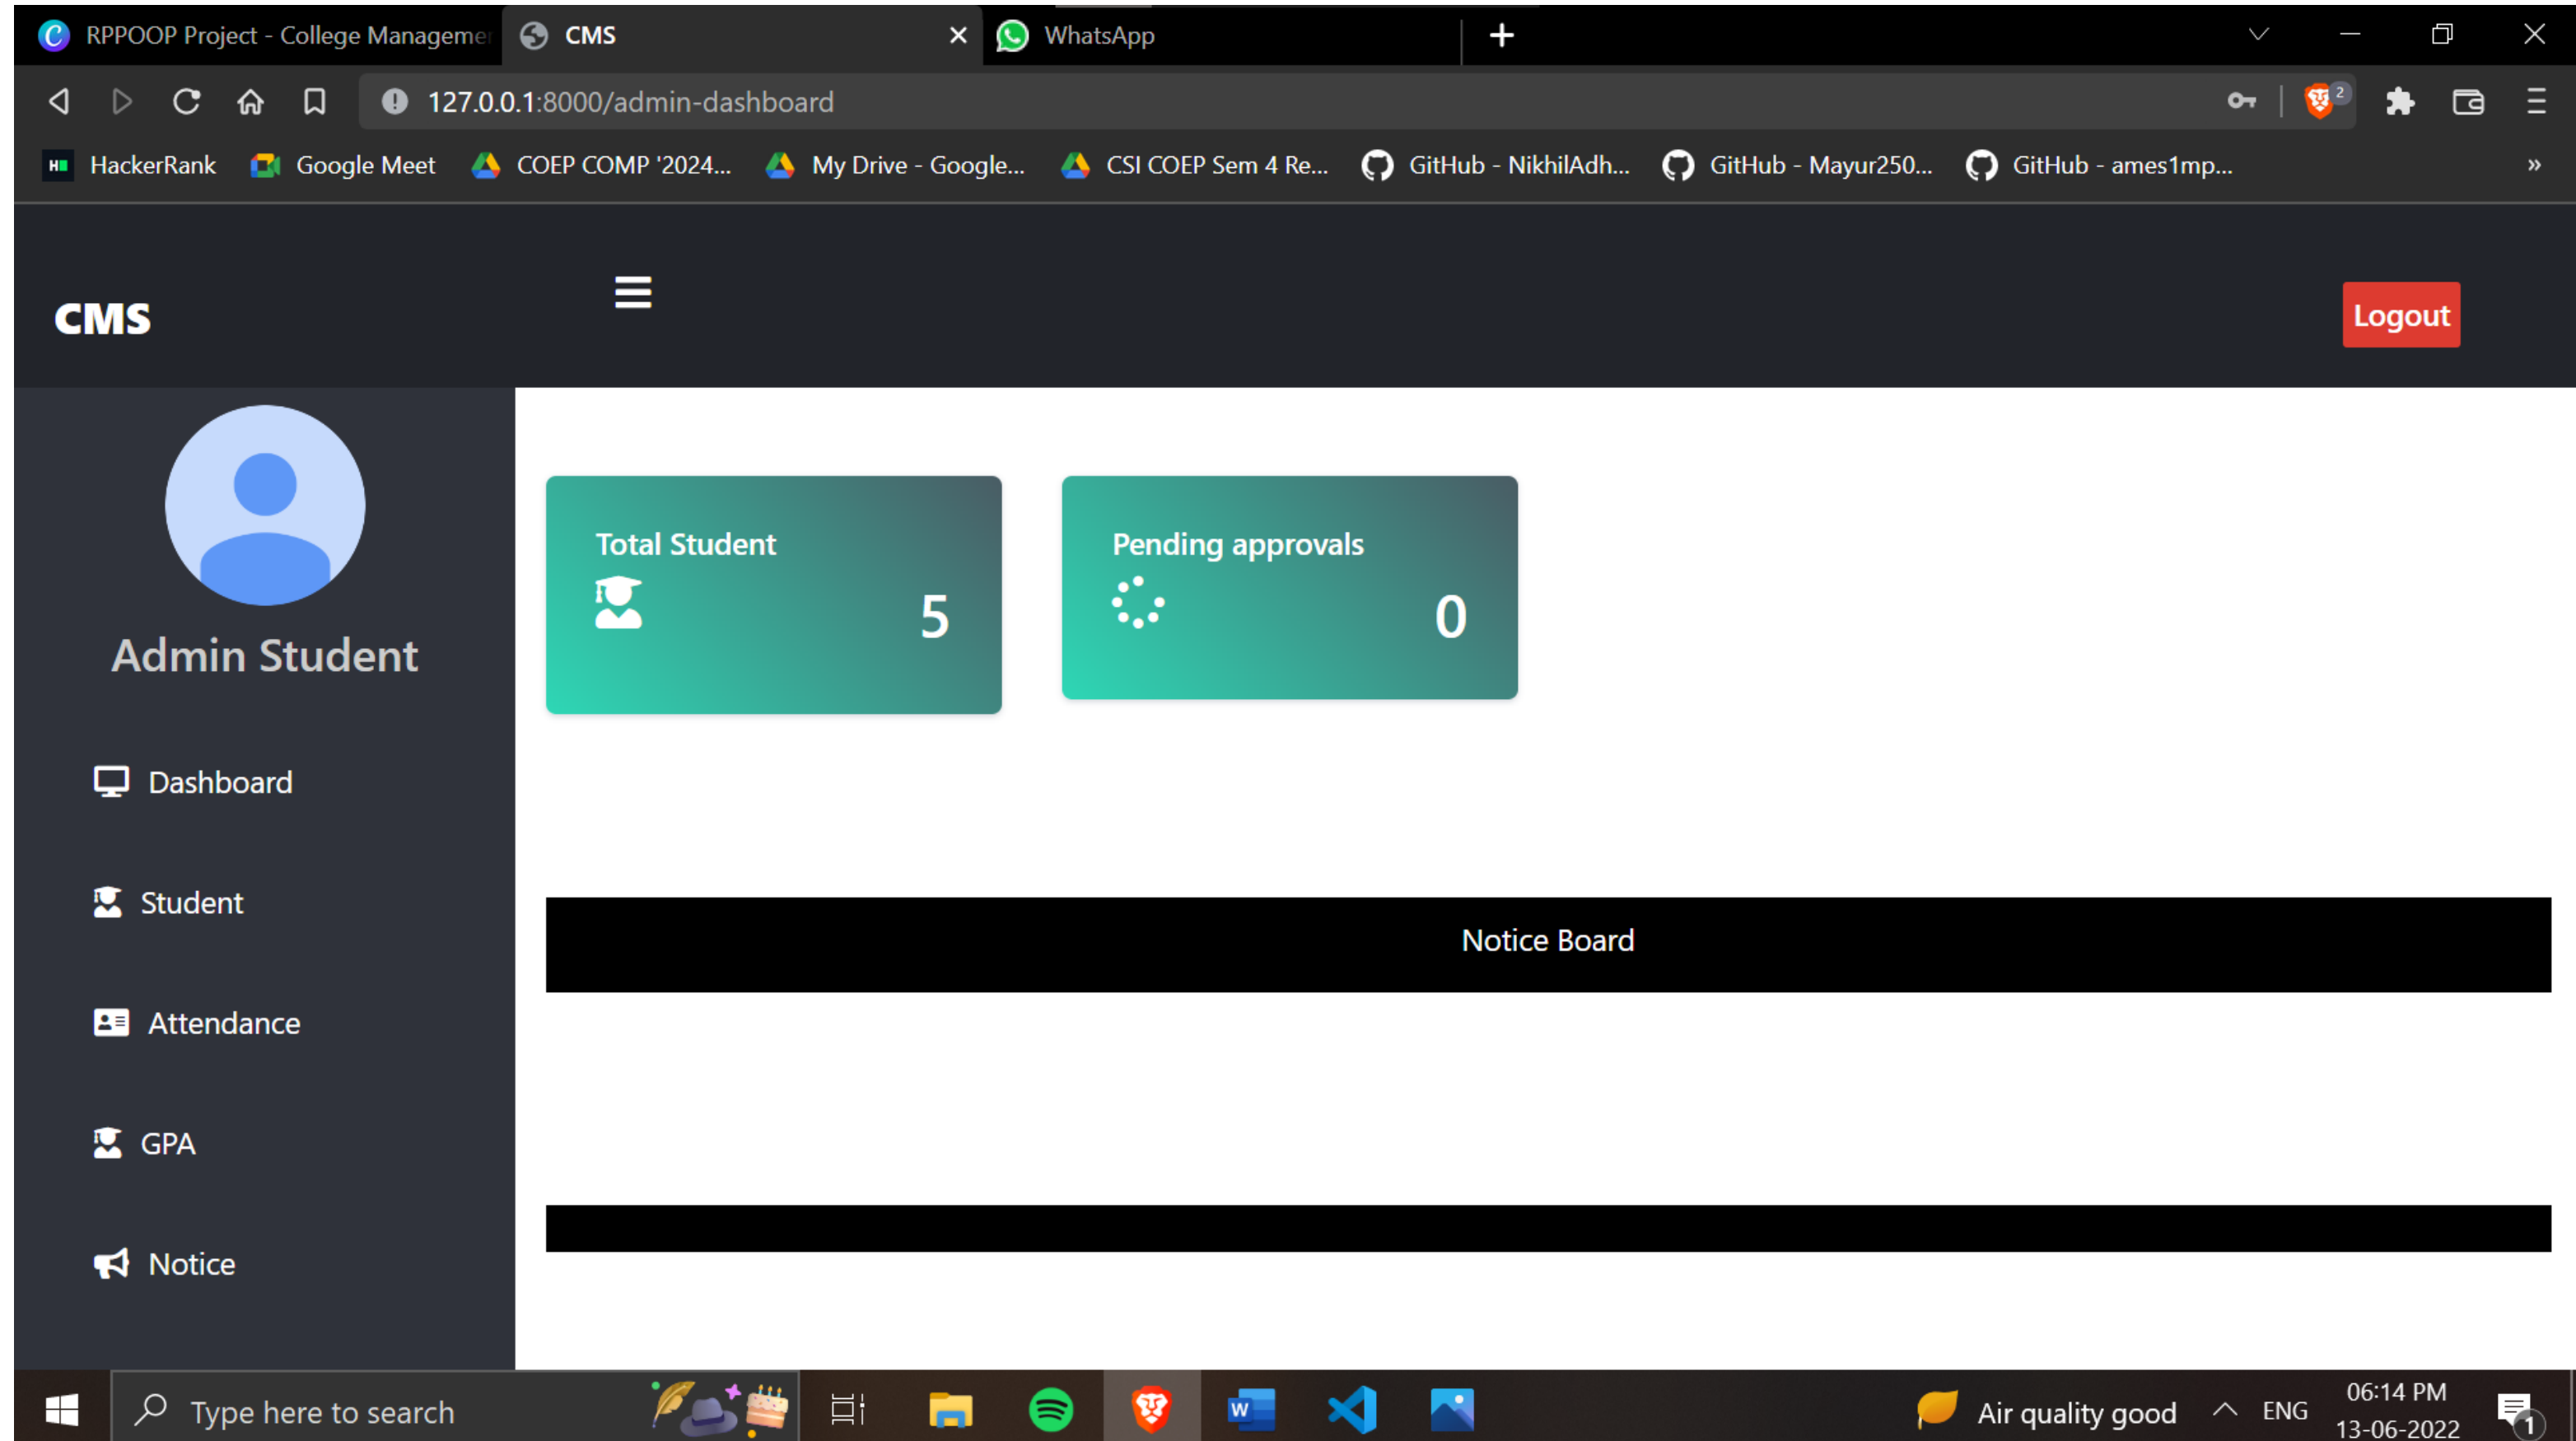 RPPOOP Project - College Managemer
CMS
WhatsApp
127.0.0.1:8000/admin-dashboard
2
HackerRank
Google Meet
COEP COMP '2024...
My Drive - Google...
CSI COEP Sem 4 Re...
GitHub - NikhilAdh...
GitHub - Mayur250...
GitHub - ames1mp...
CMS
Logout
Admin Student
Dashboard
Student
Attendance
GPA
Notice
Total Student
5
Pending approvals
0
Notice Board
Type here to search
Air quality good
ENG
06:14 PM
13-06-2022
1